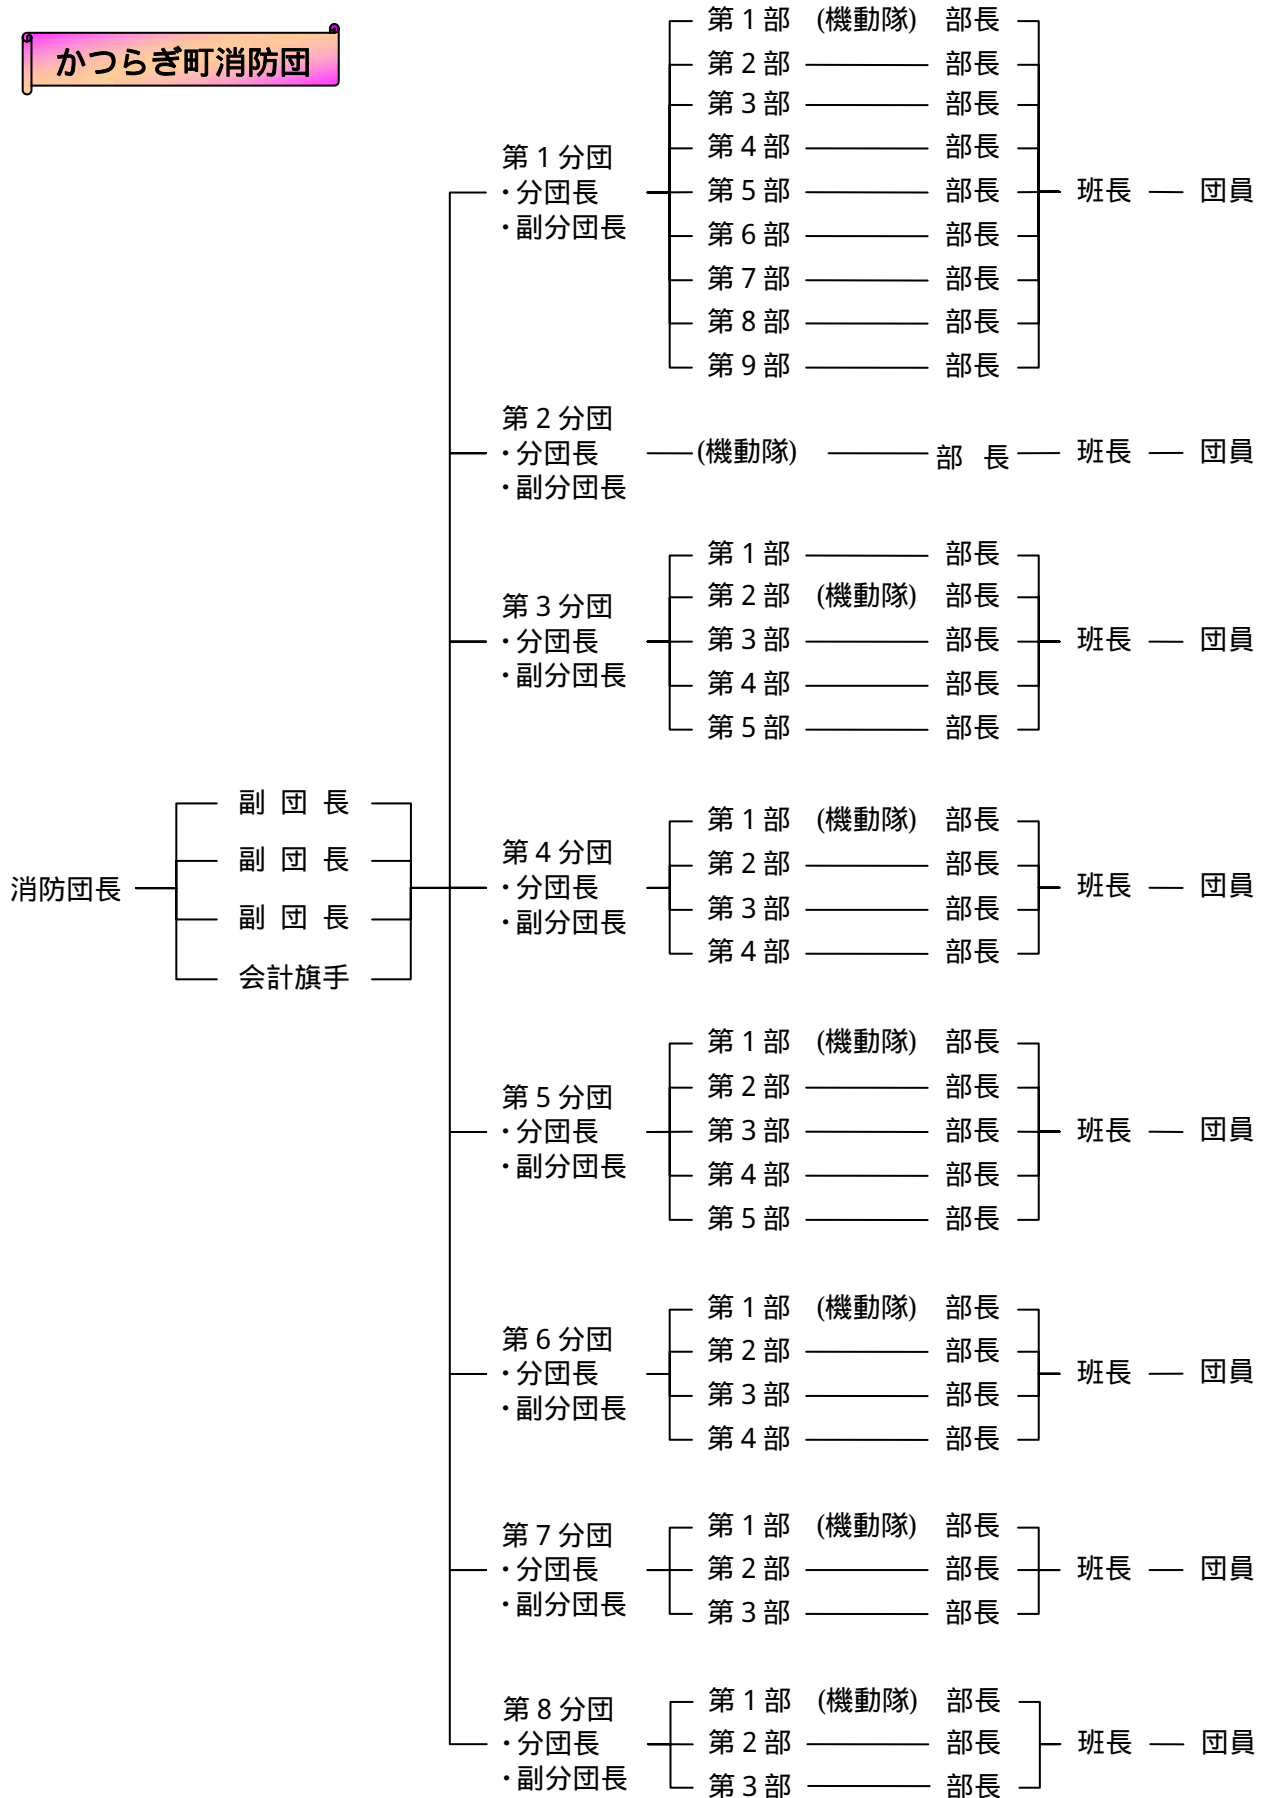 かつらぎ町消防団
消防団長
副 団 長
副 団 長
副 団 長
会計旗手
第1分団
・分団長
・副分団長
第1部 (機動隊) 部長
第2部 部長
第3部 部長
第4部 部長
第5部 部長
第6部 部長
第7部 部長
第8部 部長
第9部 部長
班長 団員
第2分団
・分団長
・副分団長
(機動隊) 部 長 班長 団員
第3分団
・分団長
・副分団長
第1部 部長
第2部 (機動隊) 部長
第3部 部長
第4部 部長
第5部 部長
班長 団員
第4分団
・分団長
・副分団長
第1部 (機動隊) 部長
第2部 部長
第3部 部長
第4部 部長
班長 団員
第5分団
・分団長
・副分団長
第1部 (機動隊) 部長
第2部 部長
第3部 部長
第4部 部長
第5部 部長
班長 団員
第6分団
・分団長
・副分団長
第1部 (機動隊) 部長
第2部 部長
第3部 部長
第4部 部長
班長 団員
第7分団
・分団長
・副分団長
第1部 (機動隊) 部長
第2部 部長
第3部 部長
班長 団員
第8分団
・分団長
・副分団長
第1部 (機動隊) 部長
第2部 部長
第3部 部長
班長 団員